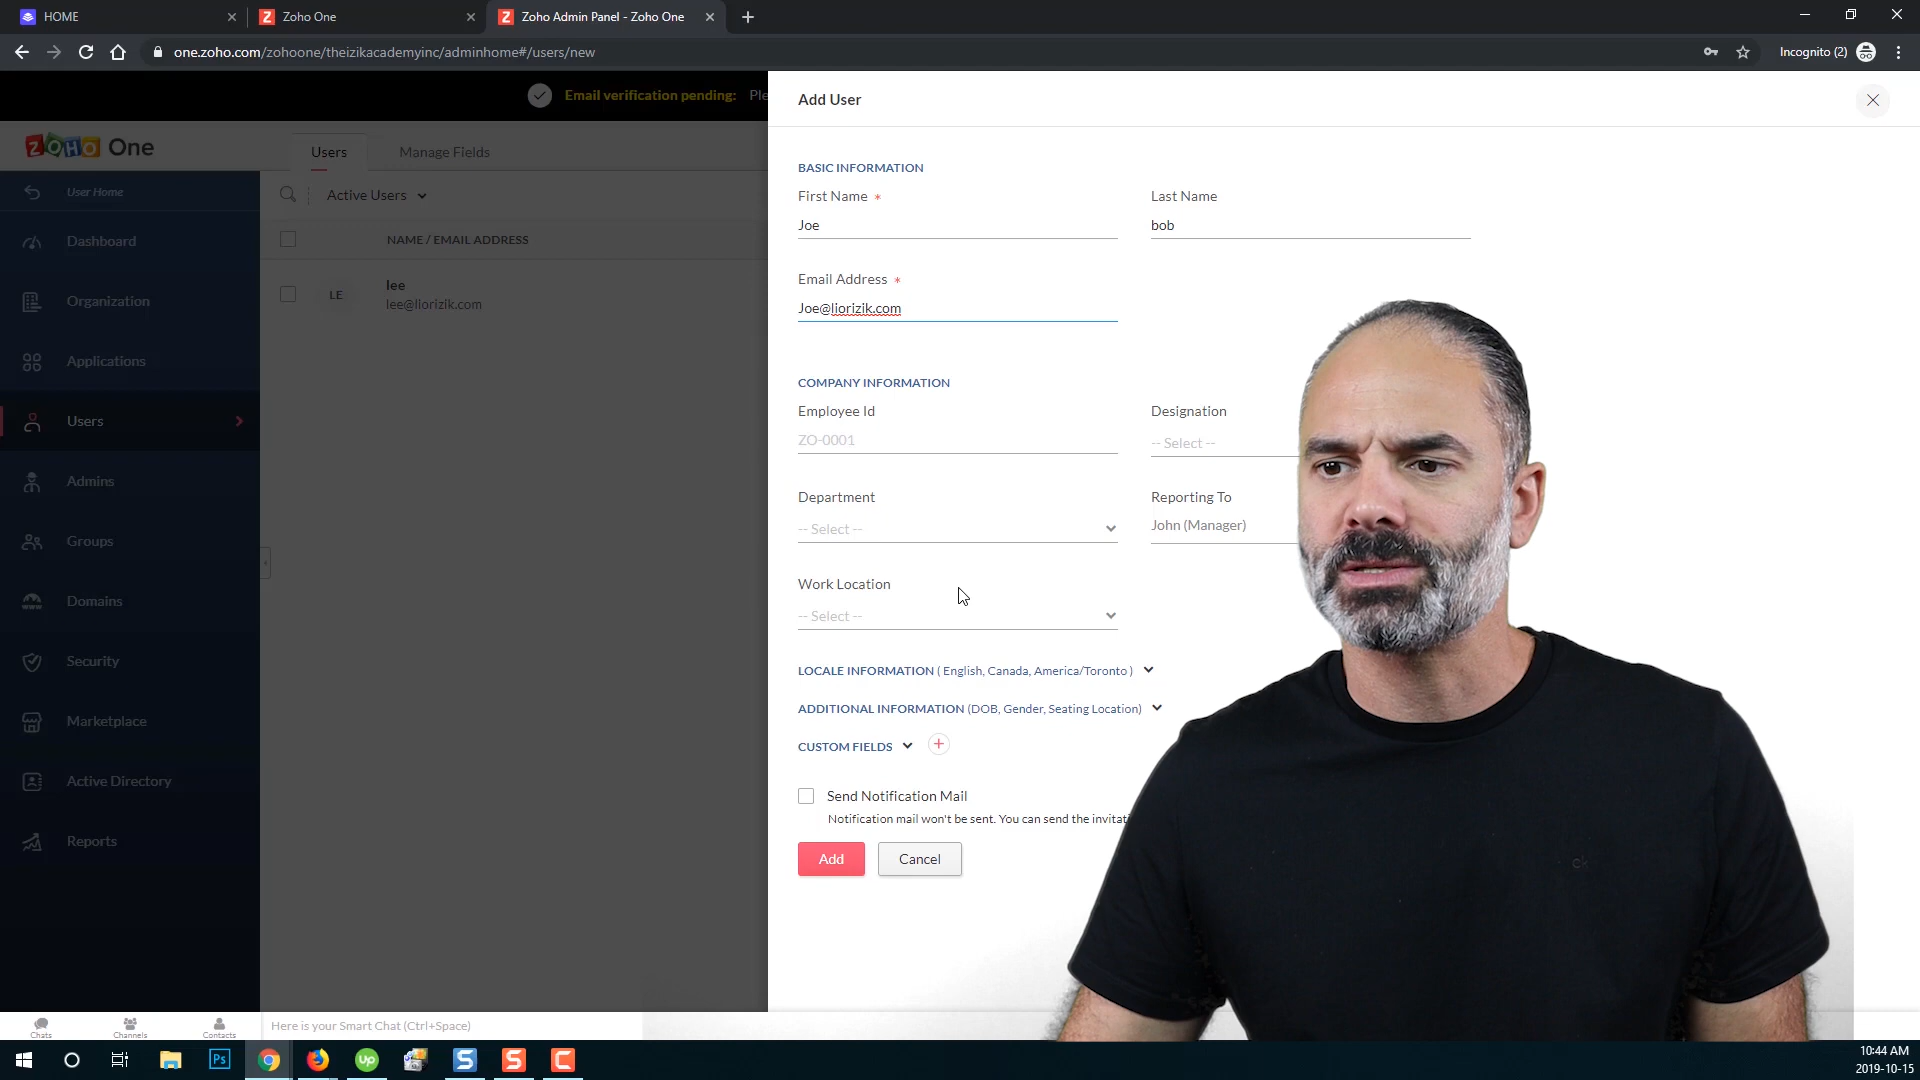 HOME
Zoho One
Zoho Admin Panel - Zoho One
one.zoho.com/zohoone/theizikacademyinc/adminhome#/users/new
Incognito (2)
Email verification pending: Ple
Add User
ZOHO One
Users
Manage Fields
User Home
Active Users
NAME / EMAIL ADDRESS
LE
lee
lee@liorizik.com
Dashboard
Organization
Applications
Users
Admins
Groups
Domains
Security
Marketplace
Active Directory
Reports
BASIC INFORMATION
First Name *
Last Name
Joe
bob
Email Address *
Joe@liorizik.com
COMPANY INFORMATION
Employee Id
Designation
ZO-0001
-- Select --
Department
Reporting To
-- Select --
John (Manager)
Work Location
-- Select --
LOCALE INFORMATION ( English, Canada, America/Toronto )
ADDITIONAL INFORMATION (DOB, Gender, Seating Location)
CUSTOM FIELDS
Send Notification Mail
Notification mail won't be sent. You can send the invitati
Add
Cancel
Chats
Channels
Contacts
Here is your Smart Chat (Ctrl+Space)
Ps
up
S
S
C
10:44 AM
2019-10-15